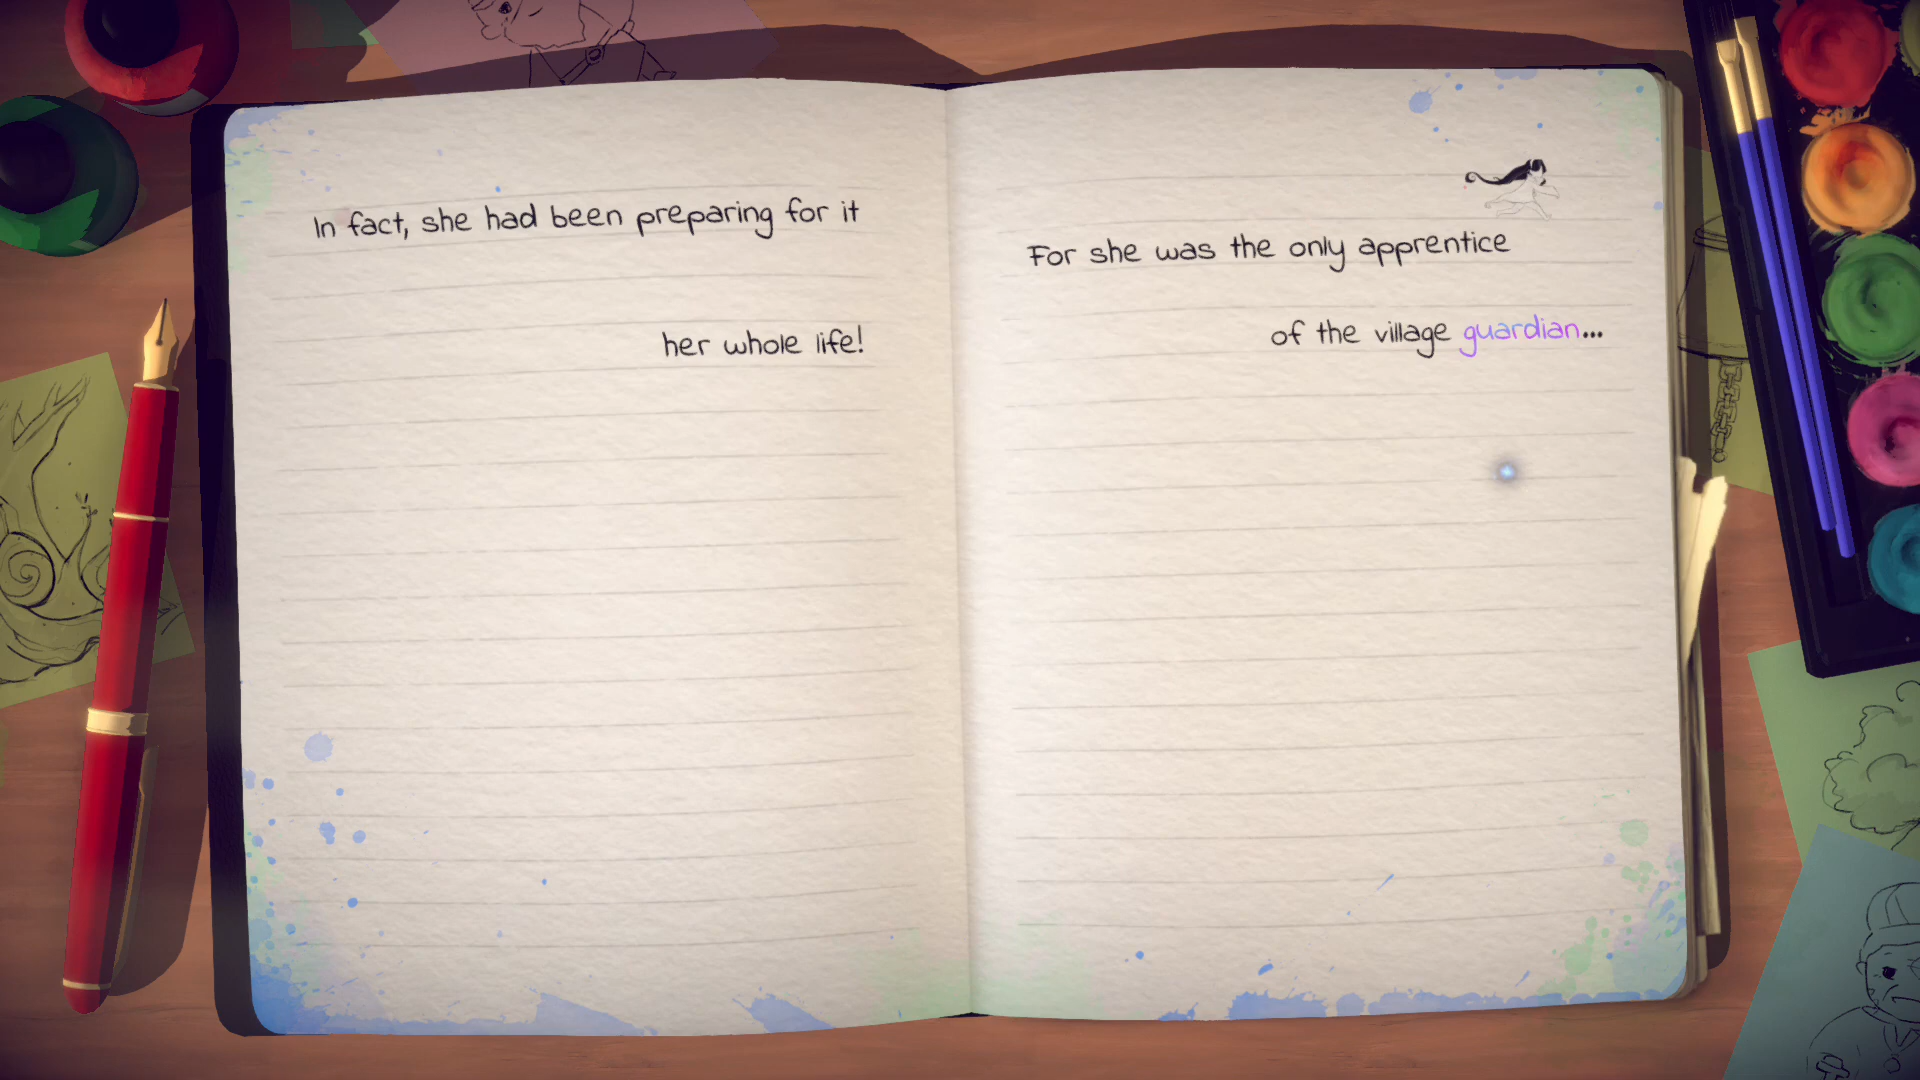 In fact, she had been preparing for it
her whole life!
For she was the only apprentice
of the village guardian...